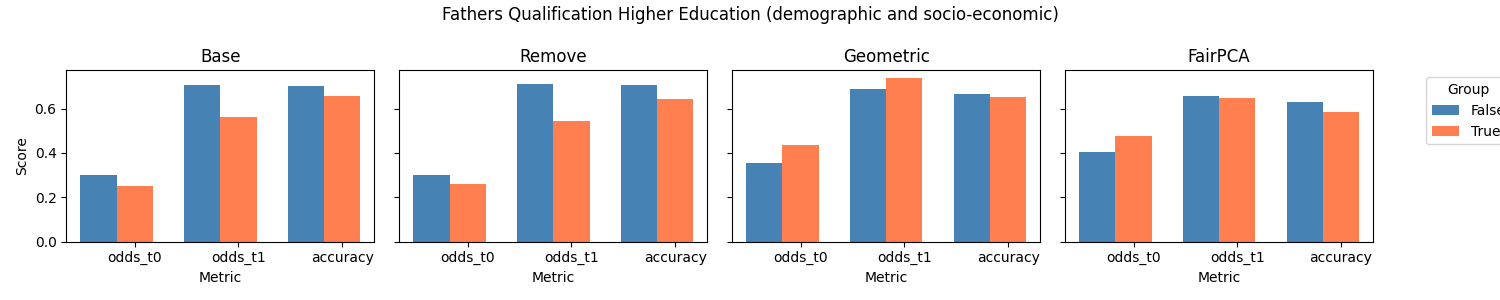 Fathers Qualification Higher Education (demographic and socio-economic)
Base
Remove
Geometric
FairPCA
Score
0.6
0.4
0.2
0.0
odds_t0
odds_t1
accuracy
Metric
odds_t0
odds_t1
accuracy
Metric
odds_t0
odds_t1
accuracy
Metric
odds_t0
odds_t1
accuracy
Metric
Group
False
True